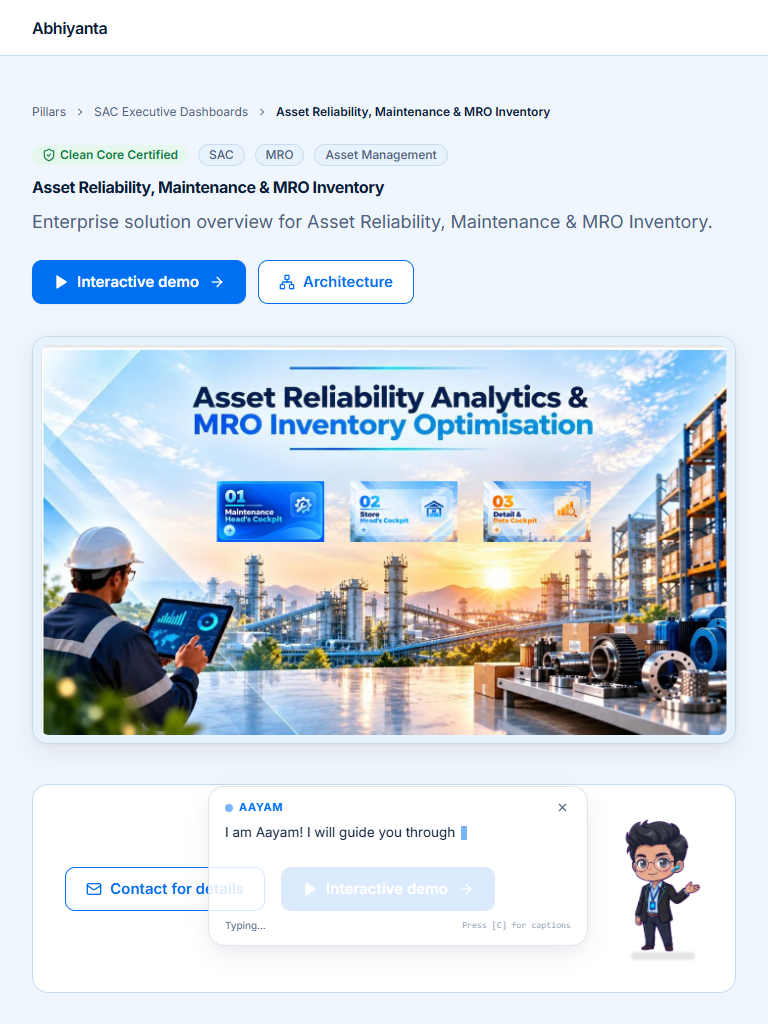 Abhiyanta
Pillars > SAC Executive Dashboards > Asset Reliability, Maintenance & MRO Inventory
Clean Core Certified SAC MRO Asset Management
Asset Reliability, Maintenance & MRO Inventory
Enterprise solution overview for Asset Reliability, Maintenance & MRO Inventory.
Interactive demo → Architecture
Asset Reliability Analytics &
MRO Inventory Optimisation
01
Maintenance
Head's Cockpit
02
Store
Head's Cockpit
03
Detail &
Data Cockpit
AAYAM
I am Aayam! I will guide you through
Contact for details Interactive demo →
Typing... Press [C] for captions